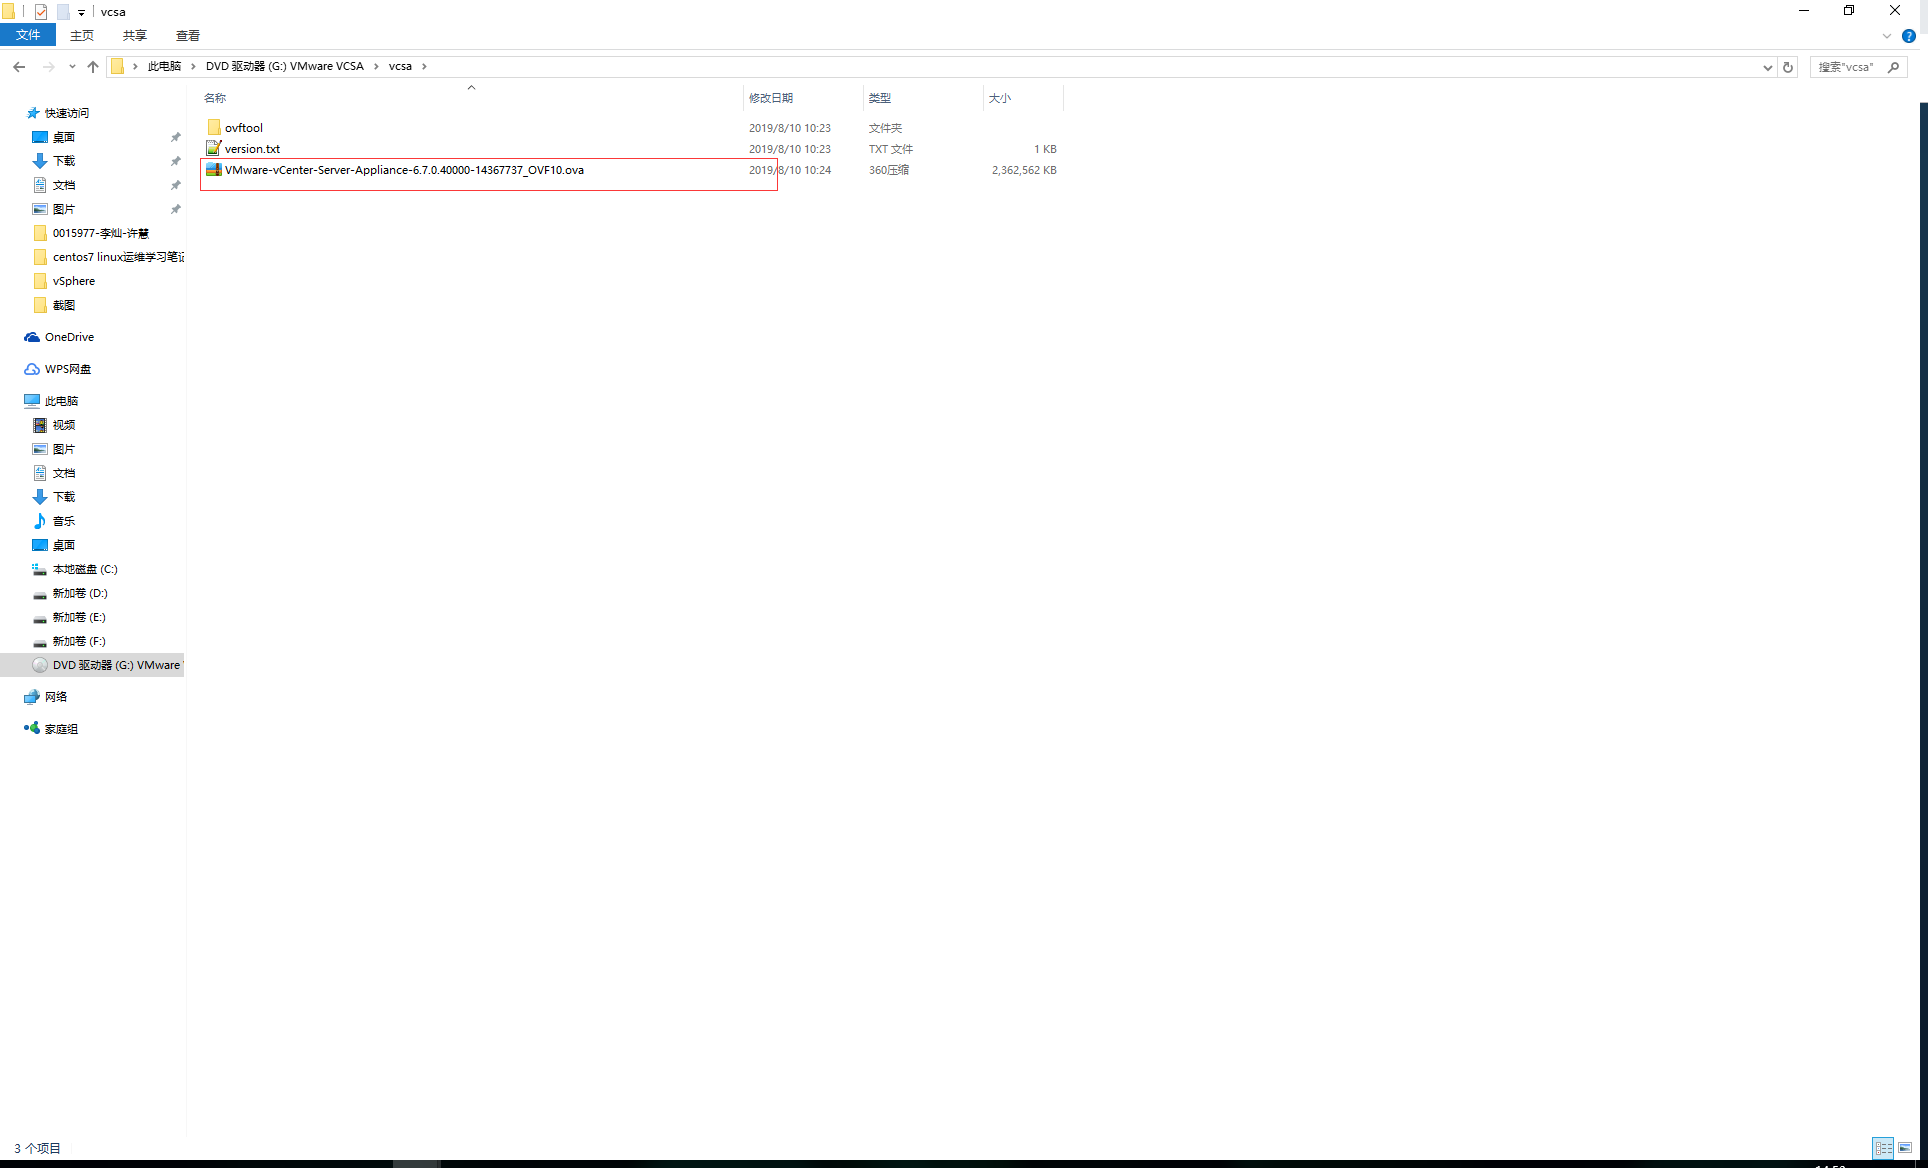 vcsa
文件 主页 共享 查看
此电脑 DVD 驱动器 (G:) VMware VCSA vcsa 搜索"vcsa"
名称 修改日期 类型 大小
ovftool 2019/8/10 10:23 文件夹
version.txt 2019/8/10 10:23 TXT 文件 1 KB
VMware-vCenter-Server-Appliance-6.7.0.40000-14367737_OVF10.ova 2019/8/10 10:24 360压缩 2,362,562 KB
快速访问
桌面
下载
文档
图片
0015977-李灿-许慧
centos7 linux运维学习笔记
vSphere
截图
OneDrive
WPS网盘
此电脑
视频
图片
文档
下载
音乐
桌面
本地磁盘 (C:)
新加卷 (D:)
新加卷 (E:)
新加卷 (F:)
DVD 驱动器 (G:) VMware
网络
家庭组
3 个项目